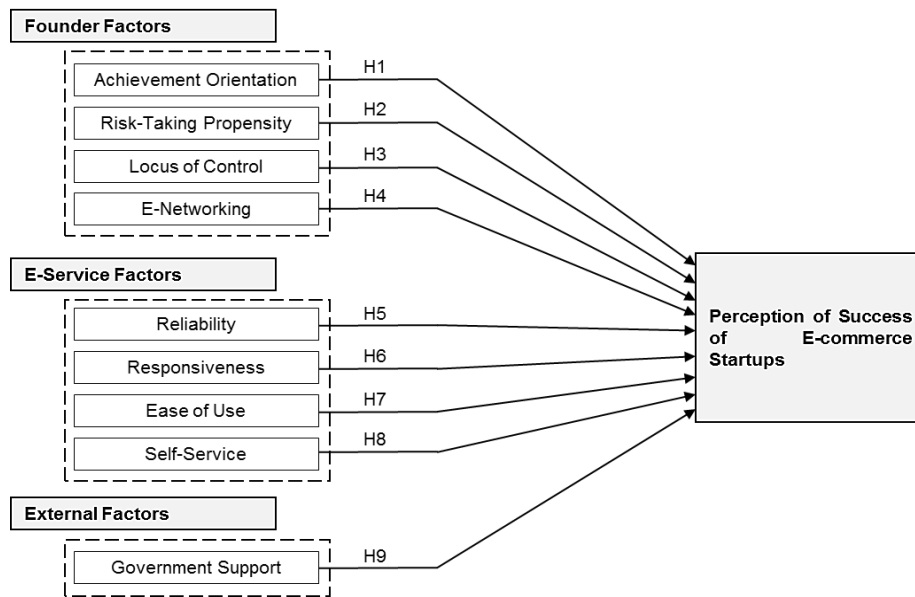 Founder Factors
Achievement Orientation
H1
Risk-Taking Propensity
H2
Locus of Control
H3
E-Networking
H4
E-Service Factors
Reliability
H5
Responsiveness
H6
Ease of Use
H7
Self-Service
H8
External Factors
Government Support
H9
Perception of Success
of E-commerce
Startups